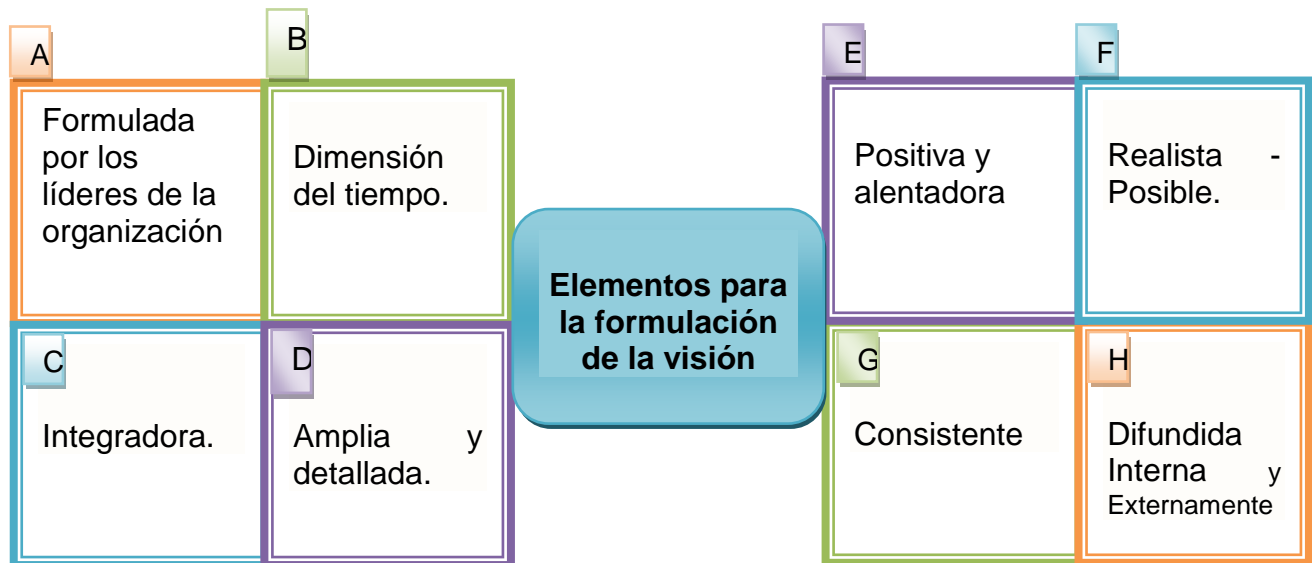 A
Formulada
por los
líderes de la
organización
B
Dimensión
del tiempo.
C
Integradora.
D
Amplia y
detallada.
Elementos para
la formulación
de la visión
E
Positiva y
alentadora
F
Realista -
Posible.
G
Consistente
H
Difundida
Interna y
Externamente